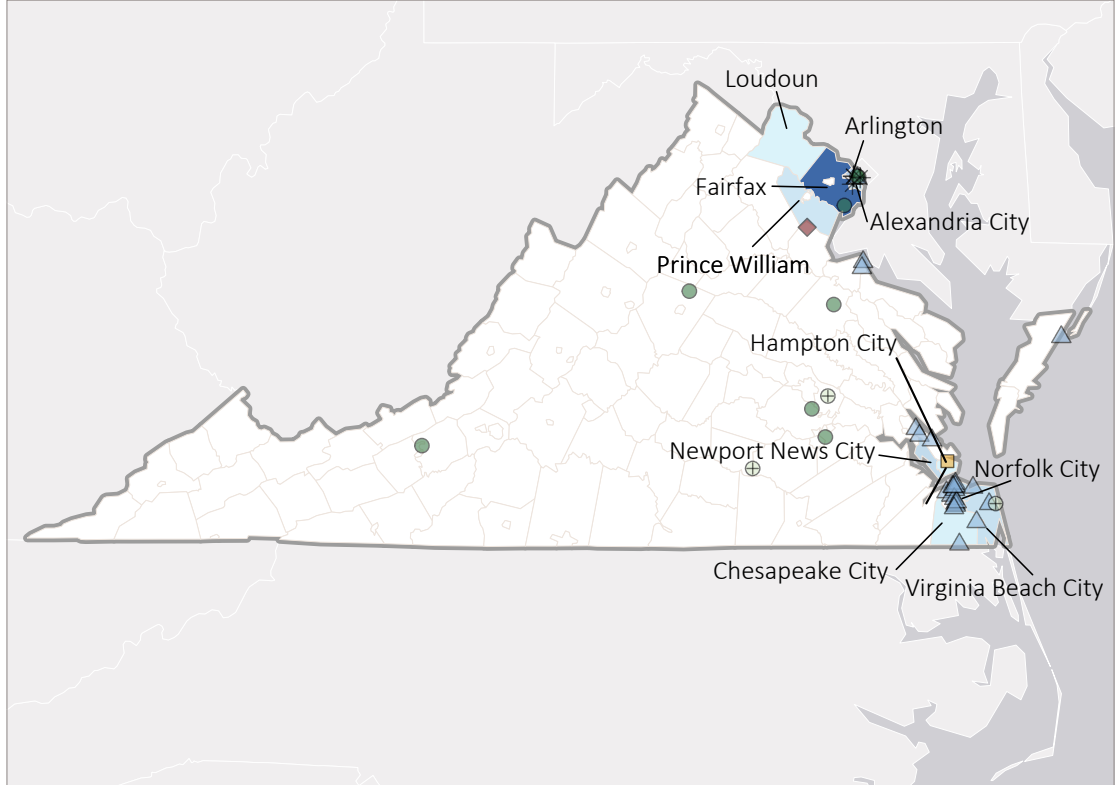 Loudoun
Arlington
Fairfax
Alexandria City
Prince William
Hampton City
Newport News City
Norfolk City
Chesapeake City
Virginia Beach City